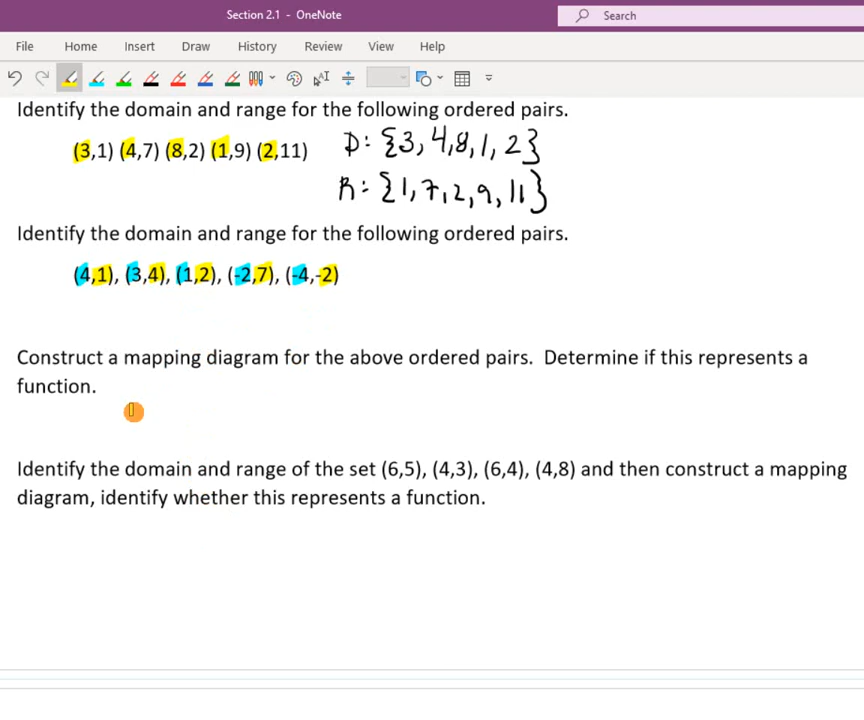 Section 2.1 - OneNote
Search
File Home Insert Draw History Review View Help
Identify the domain and range for the following ordered pairs.
(3,1) (4,7) (8,2) (1,9) (2,11) D: {3, 4, 8, 1, 2}
R: {1, 7, 2, 9, 11}
Identify the domain and range for the following ordered pairs.
(4,1), (3,4), (1,2), (-2,7), (-4,-2)
Construct a mapping diagram for the above ordered pairs. Determine if this represents a
function.
Identify the domain and range of the set (6,5), (4,3), (6,4), (4,8) and then construct a mapping
diagram, identify whether this represents a function.